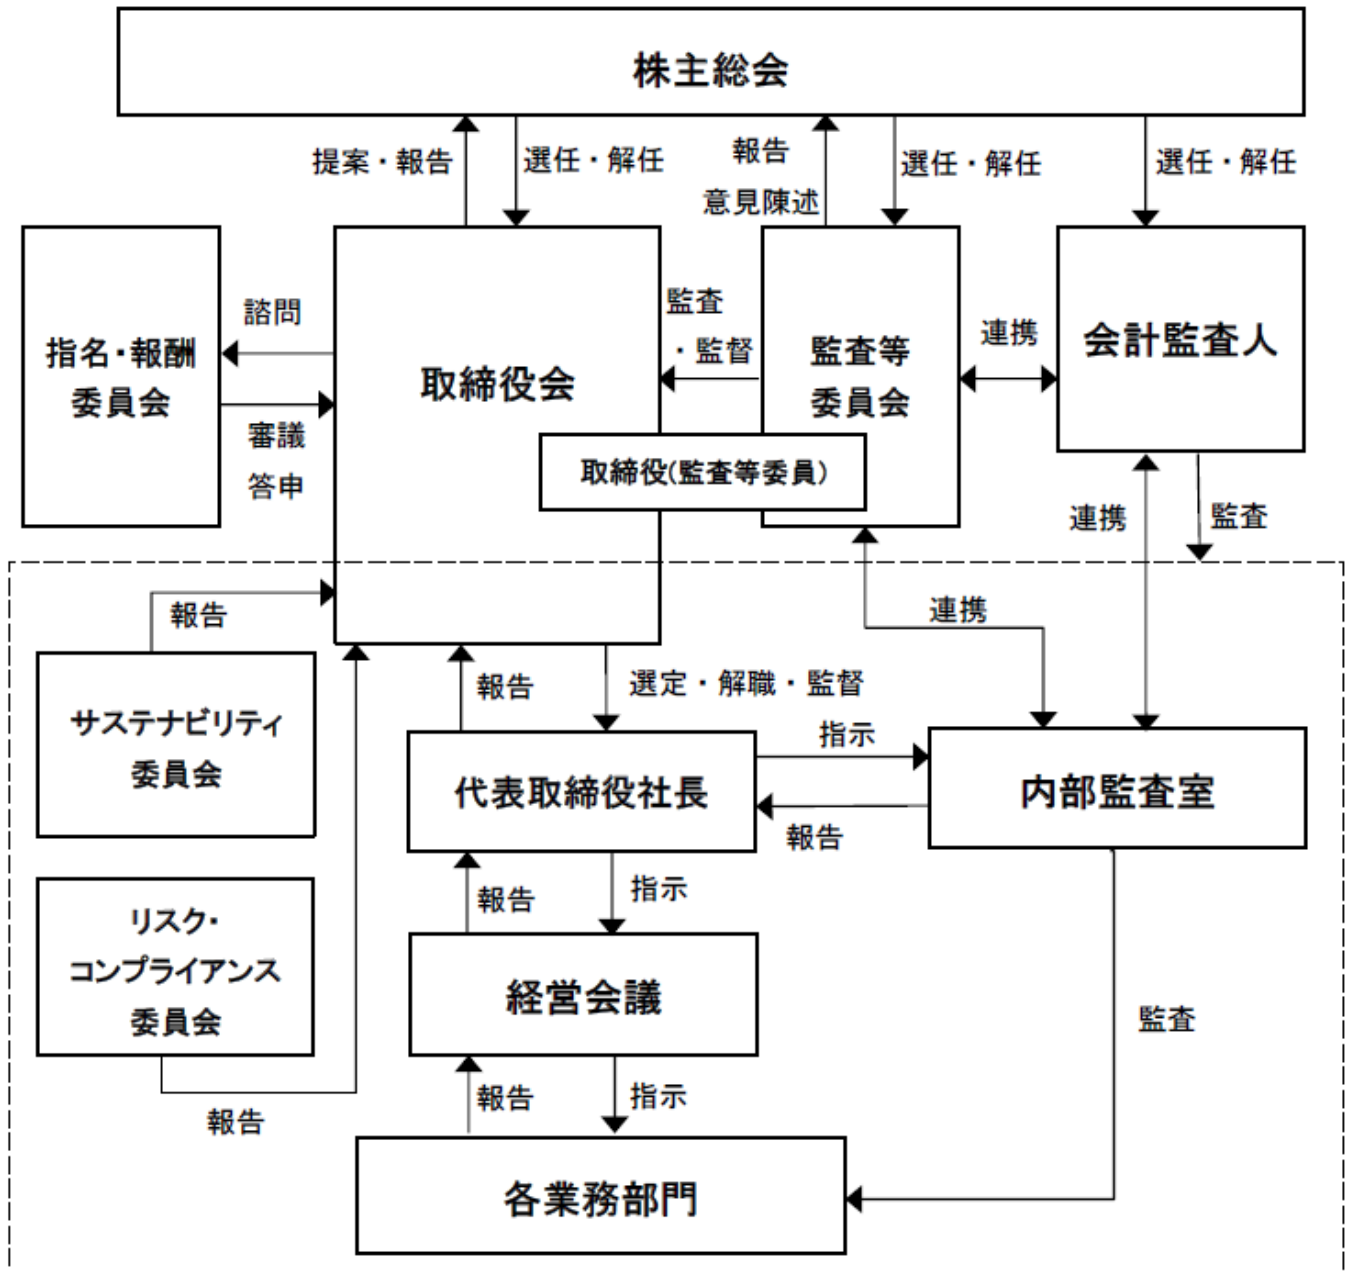 株主総会
提案・報告
選任・解任
報告
意見陳述
選任・解任
選任・解任
指名・報酬
委員会
諮問
審議
答申
取締役会
監査
・監督
監査等
委員会
連携
会計監査人
取締役(監査等委員)
連携
監査
報告
連携
サステナビリティ
委員会
報告
選定・解職・監督
代表取締役社長
指示
報告
内部監査室
リスク・
コンプライアンス
委員会
報告
報告
指示
経営会議
監査
報告
指示
各業務部門